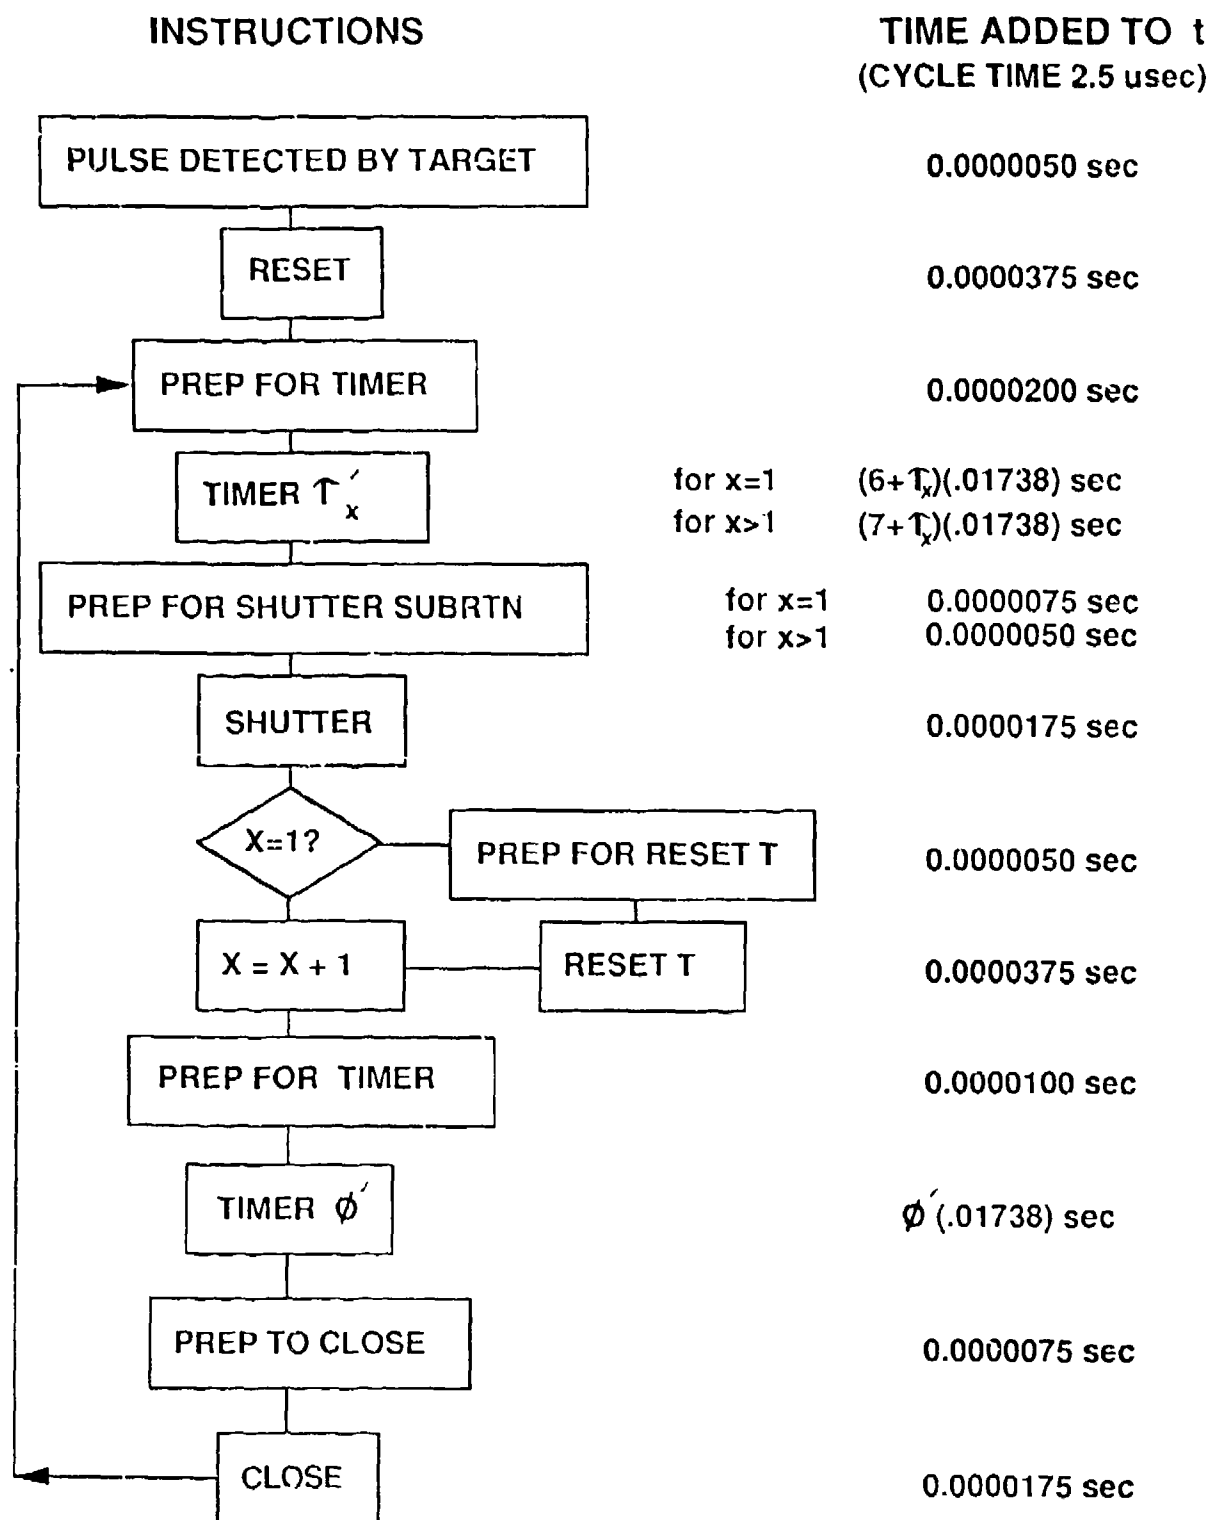 INSTRUCTIONS
TIME ADDED TO t
(CYCLE TIME 2.5 usec)
PULSE DETECTED BY TARGET
0.0000050 sec
RESET
0.0000375 sec
PREP FOR TIMER
0.0000200 sec
TIMER τ′x
for x=1 (6+τx)(.01738) sec
for x>1 (7+τx)(.01738) sec
PREP FOR SHUTTER SUBRTN
for x=1 0.0000075 sec
for x>1 0.0000050 sec
SHUTTER
0.0000175 sec
X=1?
PREP FOR RESET T
0.0000050 sec
X = X + 1
RESET T
0.0000375 sec
PREP FOR TIMER
0.0000100 sec
TIMER ϕ′
ϕ′(.01738) sec
PREP TO CLOSE
0.0000075 sec
CLOSE
0.0000175 sec